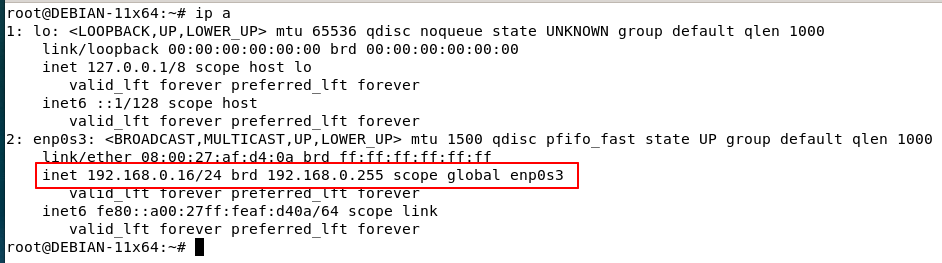 root@DEBIAN-11x64:~# ip a
1: lo: <LOOPBACK,UP,LOWER_UP> mtu 65536 qdisc noqueue state UNKNOWN group default qlen 1000
    link/loopback 00:00:00:00:00:00 brd 00:00:00:00:00:00
    inet 127.0.0.1/8 scope host lo
       valid_lft forever preferred_lft forever
    inet6 ::1/128 scope host
       valid_lft forever preferred_lft forever
2: enp0s3: <BROADCAST,MULTICAST,UP,LOWER_UP> mtu 1500 qdisc pfifo_fast state UP group default qlen 1000
    link/ether 08:00:27:af:d4:0a brd ff:ff:ff:ff:ff:ff
    inet 192.168.0.16/24 brd 192.168.0.255 scope global enp0s3
       valid_lft forever preferred_lft forever
    inet6 fe80::a00:27ff:feaf:d40a/64 scope link
       valid_lft forever preferred_lft forever
root@DEBIAN-11x64:~#